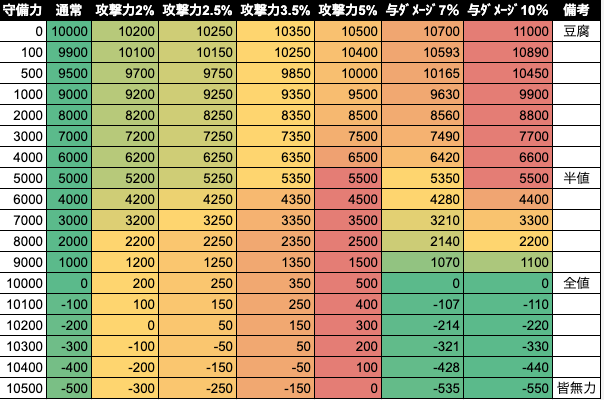 守備力 通常 攻撃力2% 攻撃力2.5% 攻撃力3.5% 攻撃力5% 与ﾀﾞﾒｰｼﾞ7% 与ﾀﾞﾒｰｼﾞ10% 備考
0 10000 10200 10250 10350 10500 10700 11000 豆腐
100 9900 10100 10150 10250 10400 10593 10890
500 9500 9700 9750 9850 10000 10165 10450
1000 9000 9200 9250 9350 9500 9630 9900
2000 8000 8200 8250 8350 8500 8560 8800
3000 7000 7200 7250 7350 7500 7490 7700
4000 6000 6200 6250 6350 6500 6420 6600
5000 5000 5200 5250 5350 5500 5350 5500 半値
6000 4000 4200 4250 4350 4500 4280 4400
7000 3000 3200 3250 3350 3500 3210 3300
8000 2000 2200 2250 2350 2500 2140 2200
9000 1000 1200 1250 1350 1500 1070 1100
10000 0 200 250 350 500 0 0 全値
10100 -100 100 150 250 400 -107 -110
10200 -200 0 50 150 300 -214 -220
10300 -300 -100 -50 50 200 -321 -330
10400 -400 -200 -150 -50 100 -428 -440
10500 -500 -300 -250 -150 0 -535 -550 皆無力